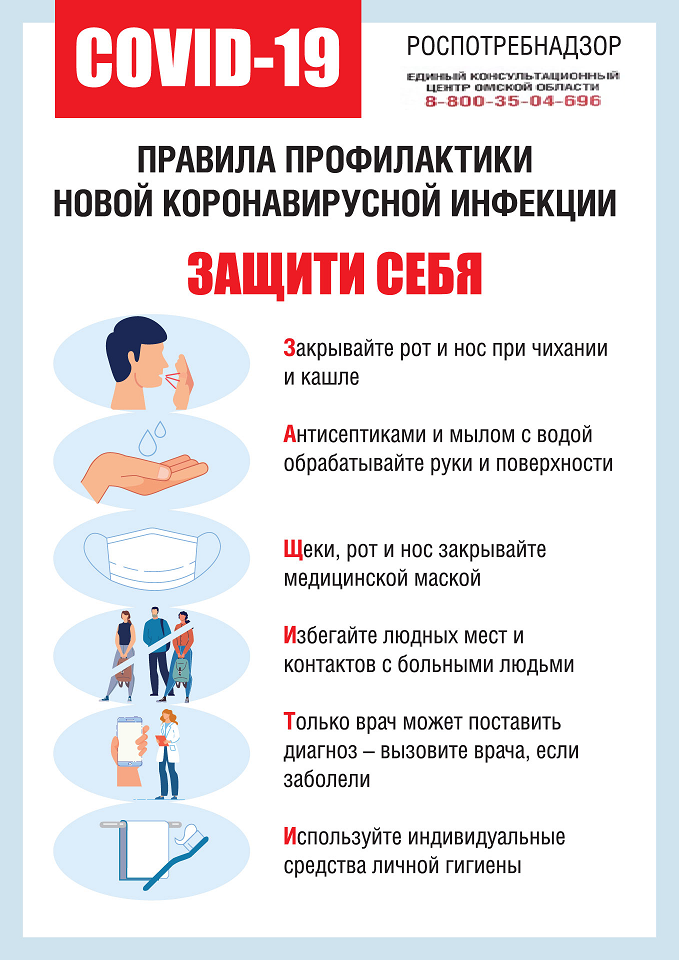 COVID-19
РОСПОТРЕБНАДЗОР
ЕДИНЫЙ КОНСУЛЬТАЦИОННЫЙ
ЦЕНТР ОМСКОЙ ОБЛАСТИ
8-800-35-04-696
ПРАВИЛА ПРОФИЛАКТИКИ
НОВОЙ КОРОНАВИРУСНОЙ ИНФЕКЦИИ
ЗАЩИТИ СЕБЯ
Закрывайте рот и нос при чихании
и кашле
Антисептиками и мылом с водой
обрабатывайте руки и поверхности
Щеки, рот и нос закрывайте
медицинской маской
Избегайте людных мест и
контактов с больными людьми
Только врач может поставить
диагноз – вызовите врача, если
заболели
Используйте индивидуальные
средства личной гигиены